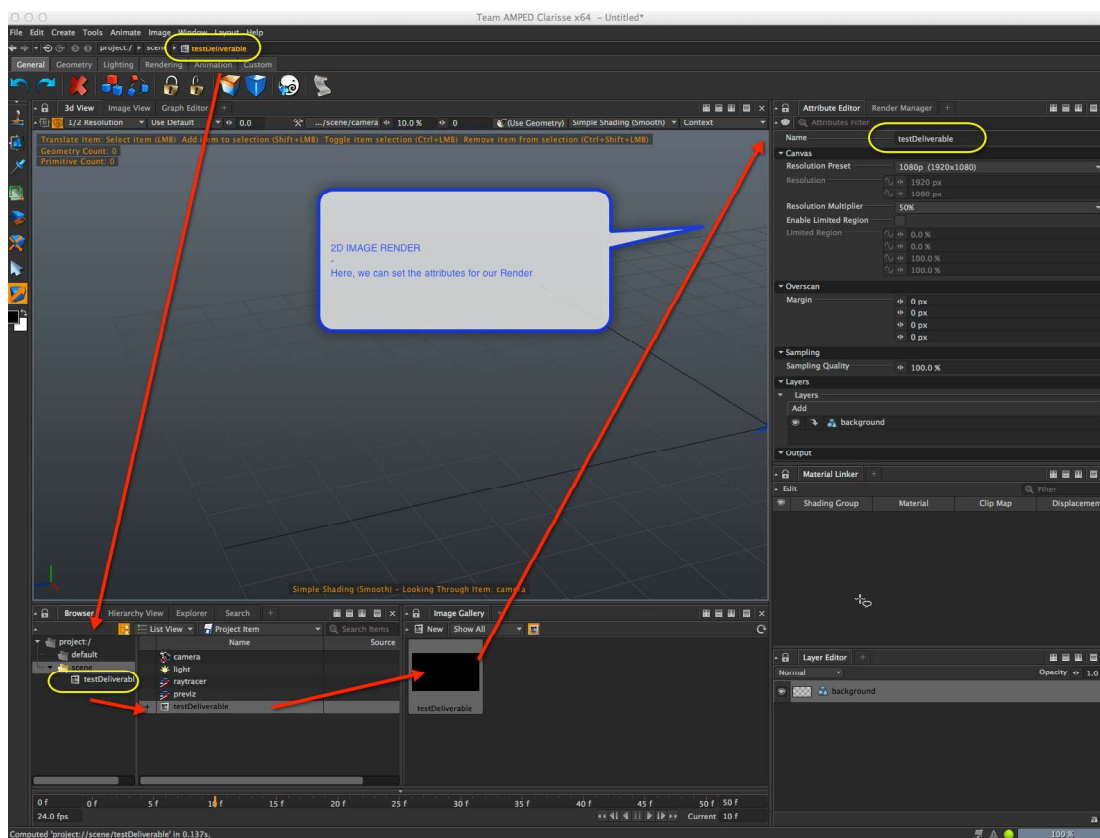 Team AMPED Clarisse x64 – Untitled*
File Edit Create Tools Animate Image Window Layout Help
project:/ scene testDeliverable
General Geometry Lighting Rendering Animation Custom
3d View Image View Graph Editor +
1/2 Resolution Use Default 0.0 .../scene/camera 10.0 % 0 (Use Geometry) Simple Shading (Smooth) Context
Translate Item: Select item (LMB) Add item to selection (Shift+LMB) Toggle item selection (Ctrl+LMB) Remove item from selection (Ctrl+Shift+LMB)
Geometry Count: 0
Primitive Count: 0
2D IMAGE RENDER
-
Here, we can set the attributes for our Render
Simple Shading (Smooth) – Looking Through Item: camera
Attribute Editor Render Manager +
Attributes Filter
Name testDeliverable
Canvas
Resolution Preset 1080p (1920x1080)
Resolution 1920 px
1080 px
Resolution Multiplier 50%
Enable Limited Region
Limited Region 0.0 %
0.0 %
100.0 %
100.0 %
Overscan
Margin 0 px
0 px
0 px
0 px
Sampling
Sampling Quality 100.0 %
Layers
Layers
Add
background
Output
Material Linker +
Edit Filter
Shading Group Material Clip Map Displacemen
Layer Editor +
Normal Opacity 1.0
background
Browser Hierarchy View Explorer Search +
List View Project Item Search Items
project:/
default
scene
testDeliverabl
Name Source
camera
light
raytracer
previz
testDeliverable
Image Gallery +
New Show All
testDeliverable
0 f 0 f 5 f 10 f 15 f 20 f 25 f 30 f 35 f 40 f 45 f 50 f 50 f
24.0 fps Current 10 f
Computed 'project://scene/testDeliverable' in 0.137s. 100 %